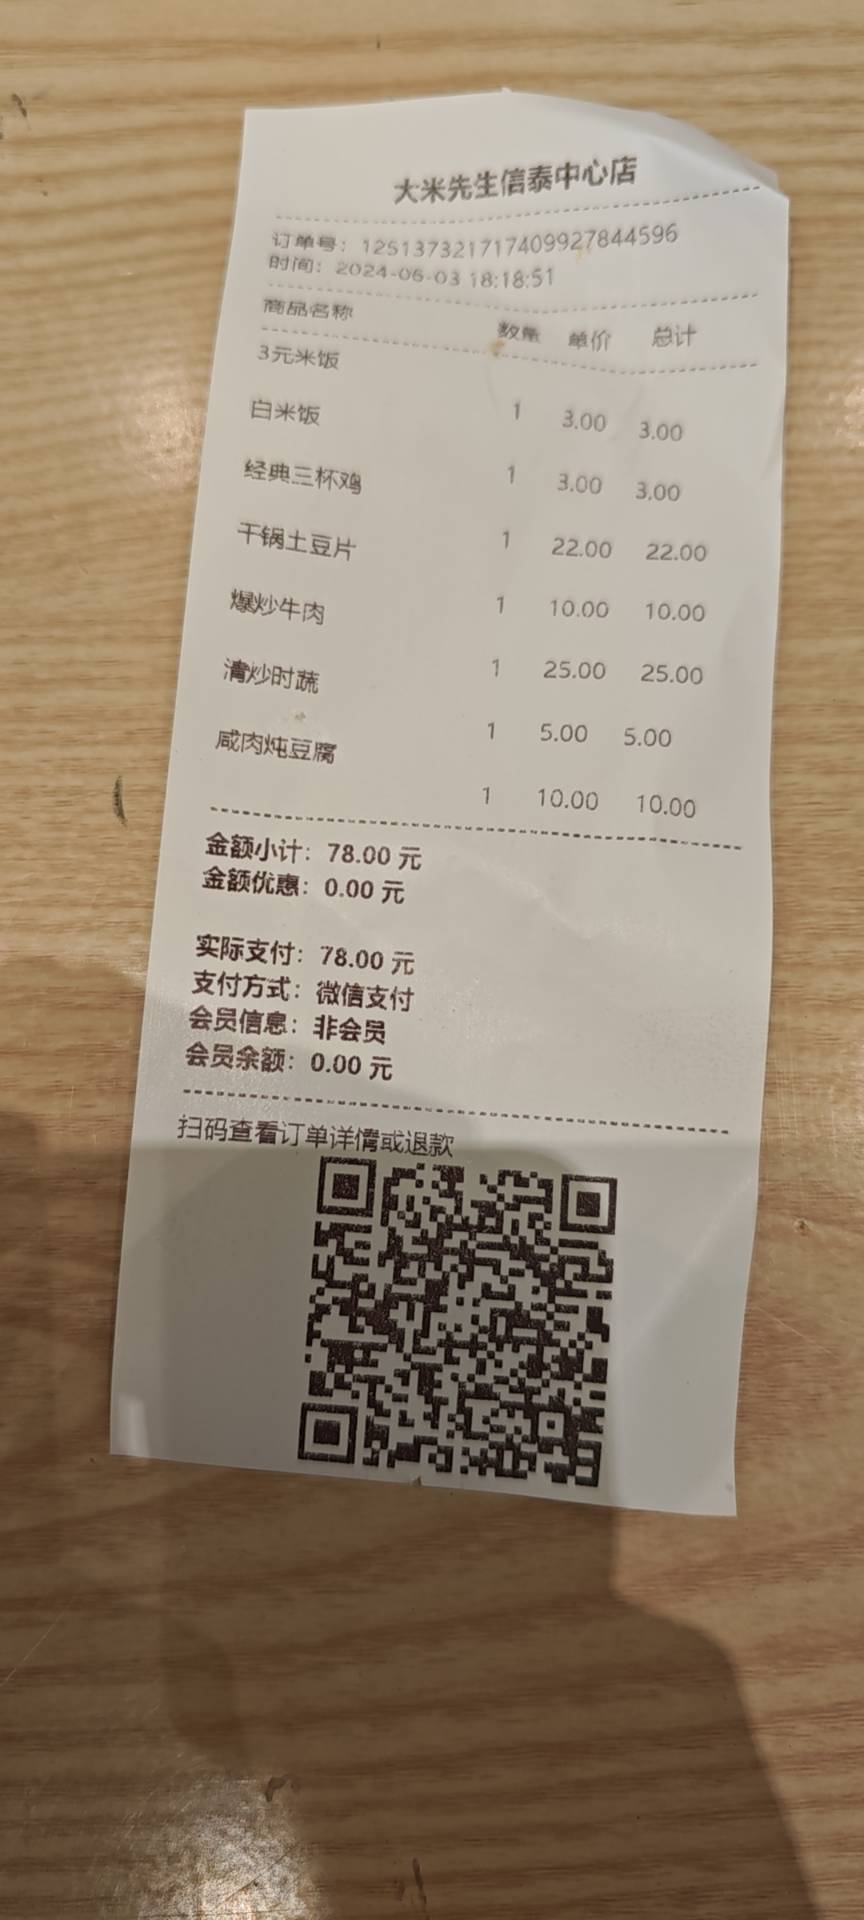 大米先生信泰中心店
订单号：125137321717409927844596
时间：2024-06-03 18:18:51
商品名称 数量 单价 总计
3元米饭
1 3.00 3.00
白米饭
1 3.00 3.00
经典三杯鸡
1 22.00 22.00
干锅土豆片
1 10.00 10.00
爆炒牛肉
1 25.00 25.00
清炒时蔬
1 5.00 5.00
咸肉炖豆腐
1 10.00 10.00
金额小计：78.00 元
金额优惠：0.00 元
实际支付：78.00 元
支付方式：微信支付
会员信息：非会员
会员余额：0.00 元
扫码查看订单详情或退款